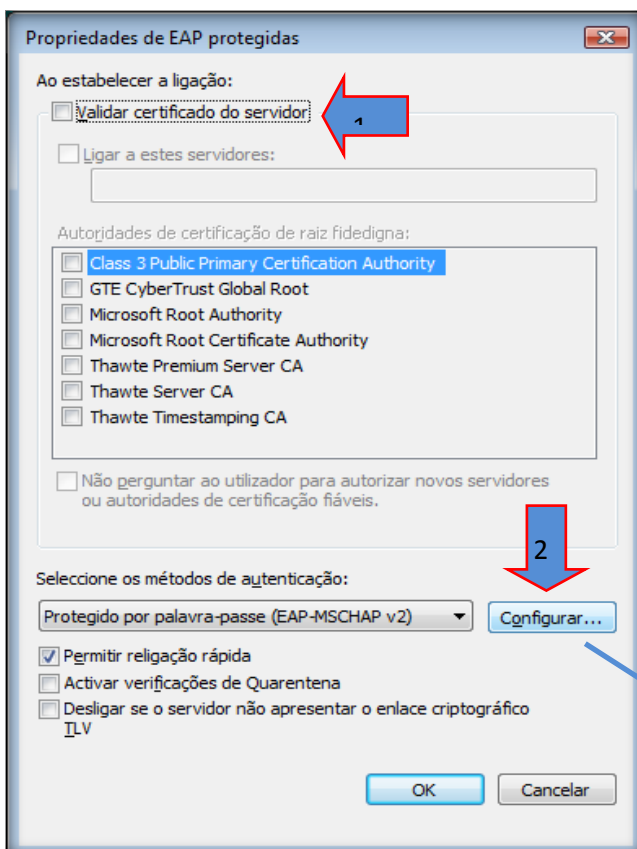 Propriedades de EAP protegidas
Ao estabelecer a ligação:
Validar certificado do servidor
1
Ligar a estes servidores:
Autoridades de certificação de raiz fidedigna:
Class 3 Public Primary Certification Authority
GTE CyberTrust Global Root
Microsoft Root Authority
Microsoft Root Certificate Authority
Thawte Premium Server CA
Thawte Server CA
Thawte Timestamping CA
Não perguntar ao utilizador para autorizar novos servidores
ou autoridades de certificação fiáveis.
2
Seleccione os métodos de autenticação:
Protegido por palavra-passe (EAP-MSCHAP v2)
Configurar...
Permitir religação rápida
Activar verificações de Quarentena
Desligar se o servidor não apresentar o enlace criptográfico
TLV
OK
Cancelar